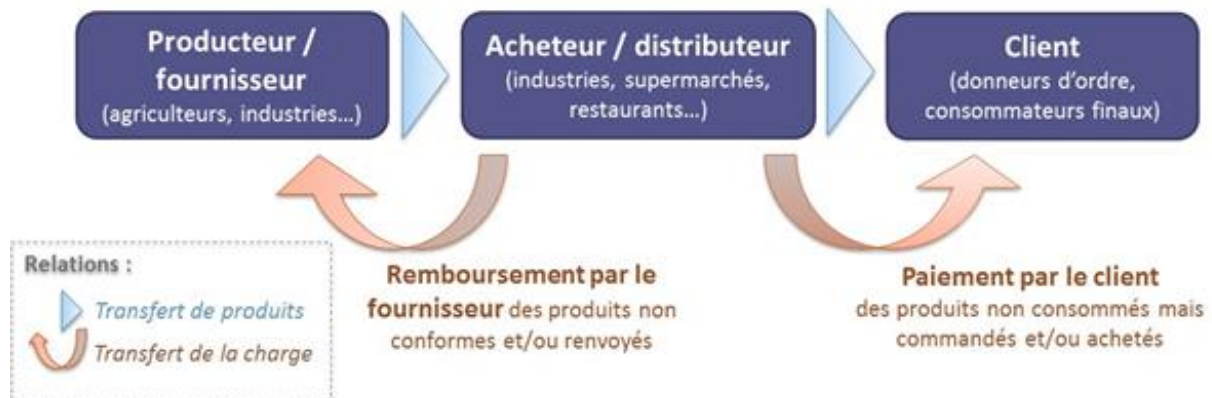 Producteur /
fournisseur
(agriculteurs, industries...)
Acheteur / distributeur
(industries, supermarchés,
restaurants...)
Client
(donneurs d'ordre,
consommateurs finaux)
Relations :
Transfert de produits
Transfert de la charge
Remboursement par le
fournisseur des produits non
conformes et/ou renvoyés
Paiement par le client
des produits non consommés mais
commandés et/ou achetés